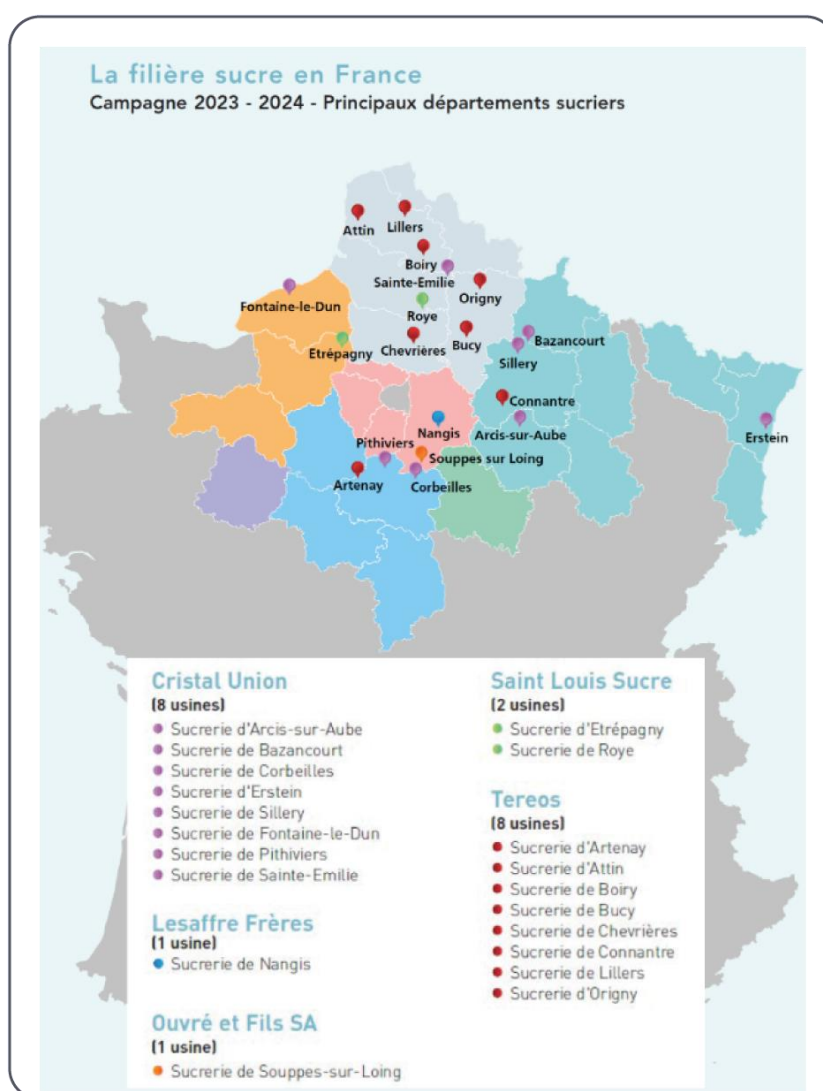 La filière sucre en France
Campagne 2023 - 2024 - Principaux départements sucriers
Attin
Lillers
Boiry
Sainte-Emilie
Origny
Fontaine-le-Dun
Roye
Etrépagny
Chevrières
Bucy
Bazancourt
Sillery
Connantre
Nangis
Arcis-sur-Aube
Erstein
Pithiviers
Souppes sur Loing
Artenay
Corbeilles
Cristal Union
(8 usines)
Sucrerie d'Arcis-sur-Aube
Sucrerie de Bazancourt
Sucrerie de Corbeilles
Sucrerie d'Erstein
Sucrerie de Sillery
Sucrerie de Fontaine-le-Dun
Sucrerie de Pithiviers
Sucrerie de Sainte-Emilie
Lesaffre Frères
(1 usine)
Sucrerie de Nangis
Ouvré et Fils SA
(1 usine)
Sucrerie de Souppes-sur-Loing
Saint Louis Sucre
(2 usines)
Sucrerie d'Etrépagny
Sucrerie de Roye
Tereos
(8 usines)
Sucrerie d'Artenay
Sucrerie d'Attin
Sucrerie de Boiry
Sucrerie de Bucy
Sucrerie de Chevrières
Sucrerie de Connantre
Sucrerie de Lillers
Sucrerie d'Origny